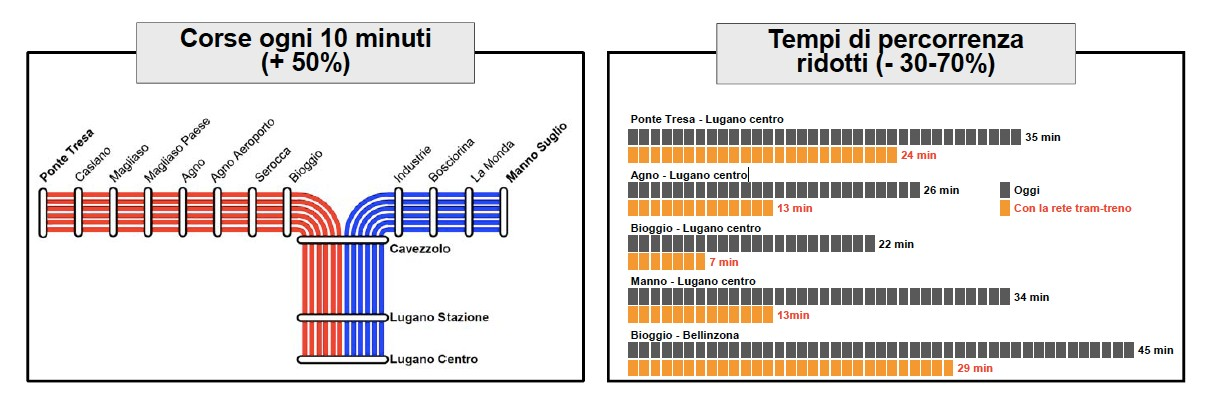 Corse ogni 10 minuti
(+ 50%)
Ponte Tresa
Caslano
Magliaso
Magliaso Paese
Agno
Agno Aeroporto
Serocca
Bioggio
Industrie
Bosciorina
La Monda
Manno Suglio
Cavezzolo
Lugano Stazione
Lugano Centro
Tempi di percorrenza
ridotti (- 30-70%)
Ponte Tresa - Lugano centro
35 min
24 min
Agno - Lugano centro
26 min
13 min
Oggi
Con la rete tram-treno
Bioggio - Lugano centro
22 min
7 min
Manno - Lugano centro
34 min
13min
Bioggio - Bellinzona
45 min
29 min